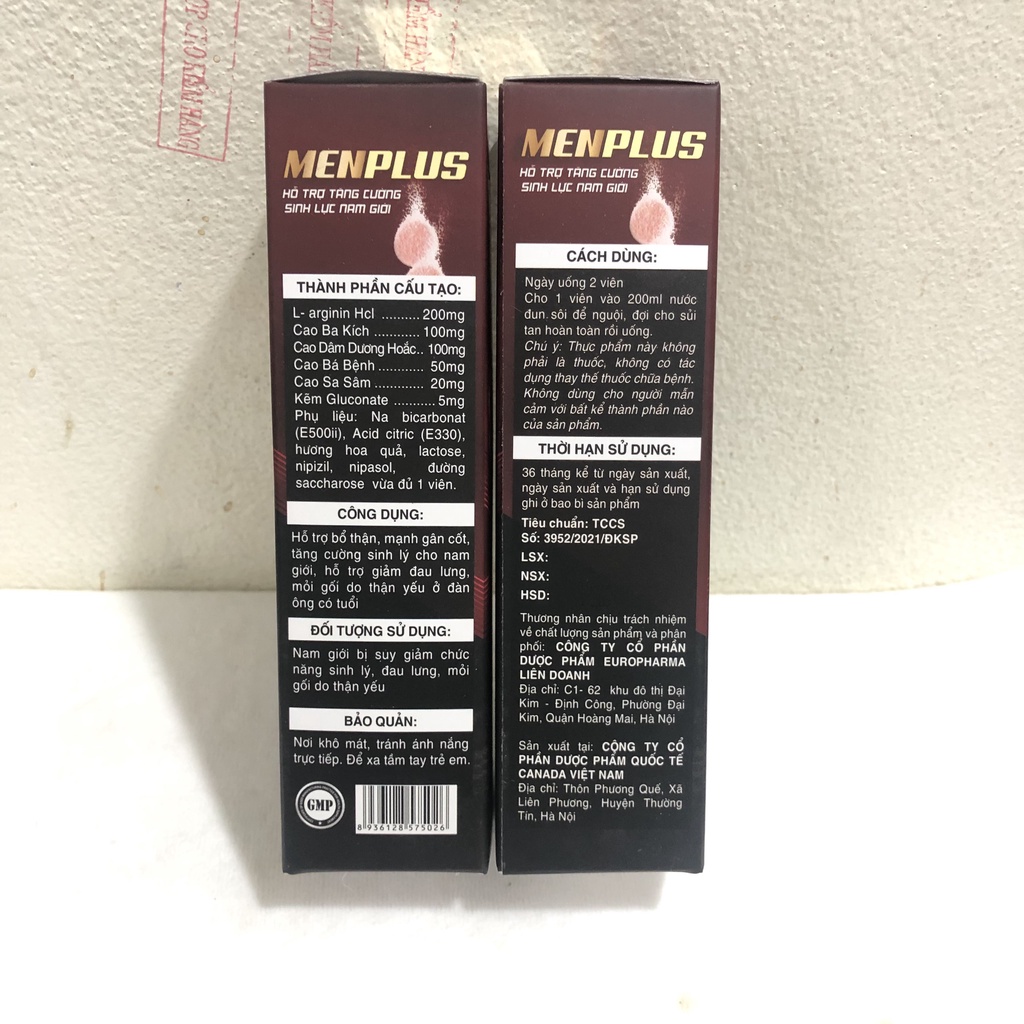 MENPLUS
HỖ TRỢ TĂNG CƯỜNG
SINH LỰC NAM GIỚI
THÀNH PHẦN CẤU TẠO:
L- arginin Hcl .......... 200mg
Cao Ba Kích ............ 100mg
Cao Dâm Dương Hoắc.. 100mg
Cao Bá Bệnh ............ 50mg
Cao Sa Sâm ............. 20mg
Kẽm Gluconate ........... 5mg
Phụ liệu: Na bicarbonat
(E500ii), Acid citric (E330),
hương hoa quả, lactose,
nipizil, nipasol, đường
saccharose vừa đủ 1 viên.
CÔNG DỤNG:
Hỗ trợ bổ thận, mạnh gân cốt,
tăng cường sinh lý cho nam
giới, hỗ trợ giảm đau lưng,
mỏi gối do thận yếu ở đàn
ông có tuổi
ĐỐI TƯỢNG SỬ DỤNG:
Nam giới bị suy giảm chức
năng sinh lý, đau lưng, mỏi
gối do thận yếu
BẢO QUẢN:
Nơi khô mát, tránh ánh nắng
trực tiếp. Để xa tầm tay trẻ em.
GMP
8 936128 575026
MENPLUS
HỖ TRỢ TĂNG CƯỜNG
SINH LỰC NAM GIỚI
CÁCH DÙNG:
Ngày uống 2 viên
Cho 1 viên vào 200ml nước
đun sôi để nguội, đợi cho sủi
tan hoàn toàn rồi uống.
Chú ý: Thực phẩm này không
phải là thuốc, không có tác
dụng thay thế thuốc chữa bệnh.
Không dùng cho người mẫn
cảm với bất kể thành phần nào
của sản phẩm.
THỜI HẠN SỬ DỤNG:
36 tháng kể từ ngày sản xuất,
ngày sản xuất và hạn sử dụng
ghi ở bao bì sản phẩm
Tiêu chuẩn: TCCS
Số: 3952/2021/ĐKSP
LSX:
NSX:
HSD:
Thương nhân chịu trách nhiệm
về chất lượng sản phẩm và phân
phối: CÔNG TY CỔ PHẦN
DƯỢC PHẨM EUROPHARMA
LIÊN DOANH
Địa chỉ: C1- 62 khu đô thị Đại
Kim - Định Công, Phường Đại
Kim, Quận Hoàng Mai, Hà Nội
Sản xuất tại: CÔNG TY CỔ
PHẦN DƯỢC PHẨM QUỐC TẾ
CANADA VIỆT NAM
Địa chỉ: Thôn Phương Quế, Xã
Liên Phương, Huyện Thường
Tín, Hà Nội